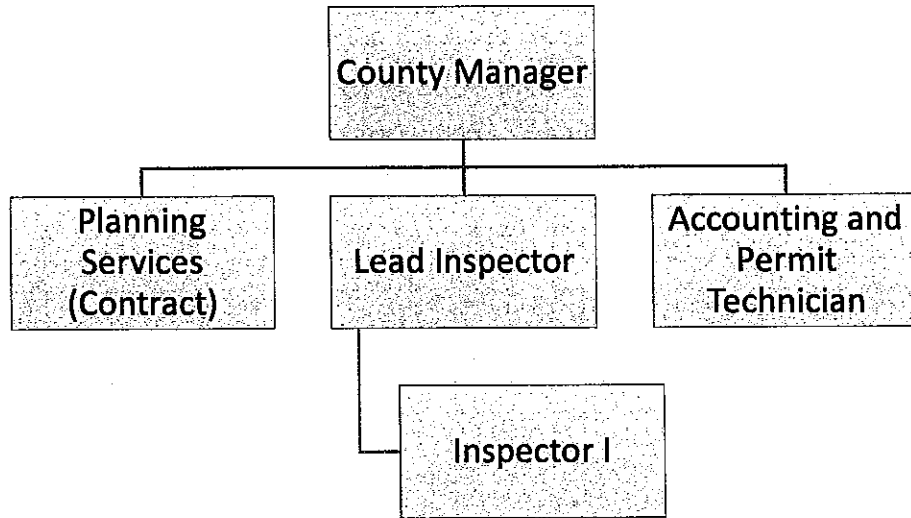 County Manager
Planning
Services
(Contract)
Lead Inspector
Accounting and
Permit
Technician
Inspector I